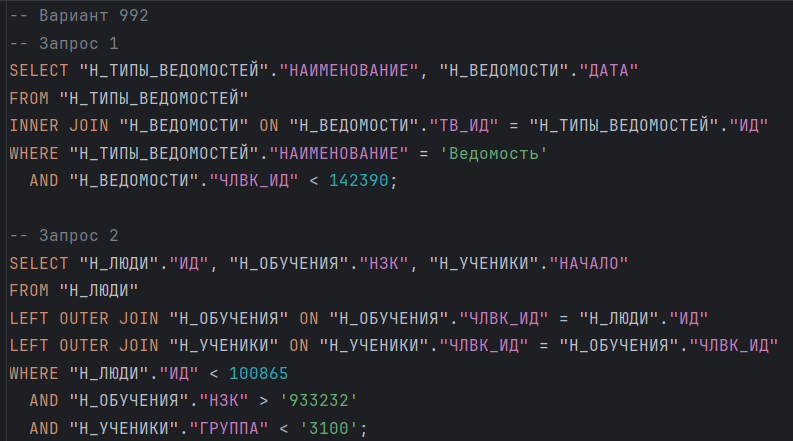 -- Вариант 992
-- Запрос 1
SELECT "Н_ТИПЫ_ВЕДОМОСТЕЙ"."НАИМЕНОВАНИЕ", "Н_ВЕДОМОСТИ"."ДАТА"
FROM "Н_ТИПЫ_ВЕДОМОСТЕЙ"
INNER JOIN "Н_ВЕДОМОСТИ" ON "Н_ВЕДОМОСТИ"."ТВ_ИД" = "Н_ТИПЫ_ВЕДОМОСТЕЙ"."ИД"
WHERE "Н_ТИПЫ_ВЕДОМОСТЕЙ"."НАИМЕНОВАНИЕ" = 'Ведомость'
  AND "Н_ВЕДОМОСТИ"."ЧЛВК_ИД" < 142390;
-- Запрос 2
SELECT "Н_ЛЮДИ"."ИД", "Н_ОБУЧЕНИЯ"."НЗК", "Н_УЧЕНИКИ"."НАЧАЛО"
FROM "Н_ЛЮДИ"
LEFT OUTER JOIN "Н_ОБУЧЕНИЯ" ON "Н_ОБУЧЕНИЯ"."ЧЛВК_ИД" = "Н_ЛЮДИ"."ИД"
LEFT OUTER JOIN "Н_УЧЕНИКИ" ON "Н_УЧЕНИКИ"."ЧЛВК_ИД" = "Н_ОБУЧЕНИЯ"."ЧЛВК_ИД"
WHERE "Н_ЛЮДИ"."ИД" < 100865
  AND "Н_ОБУЧЕНИЯ"."НЗК" > '933232'
  AND "Н_УЧЕНИКИ"."ГРУППА" < '3100';